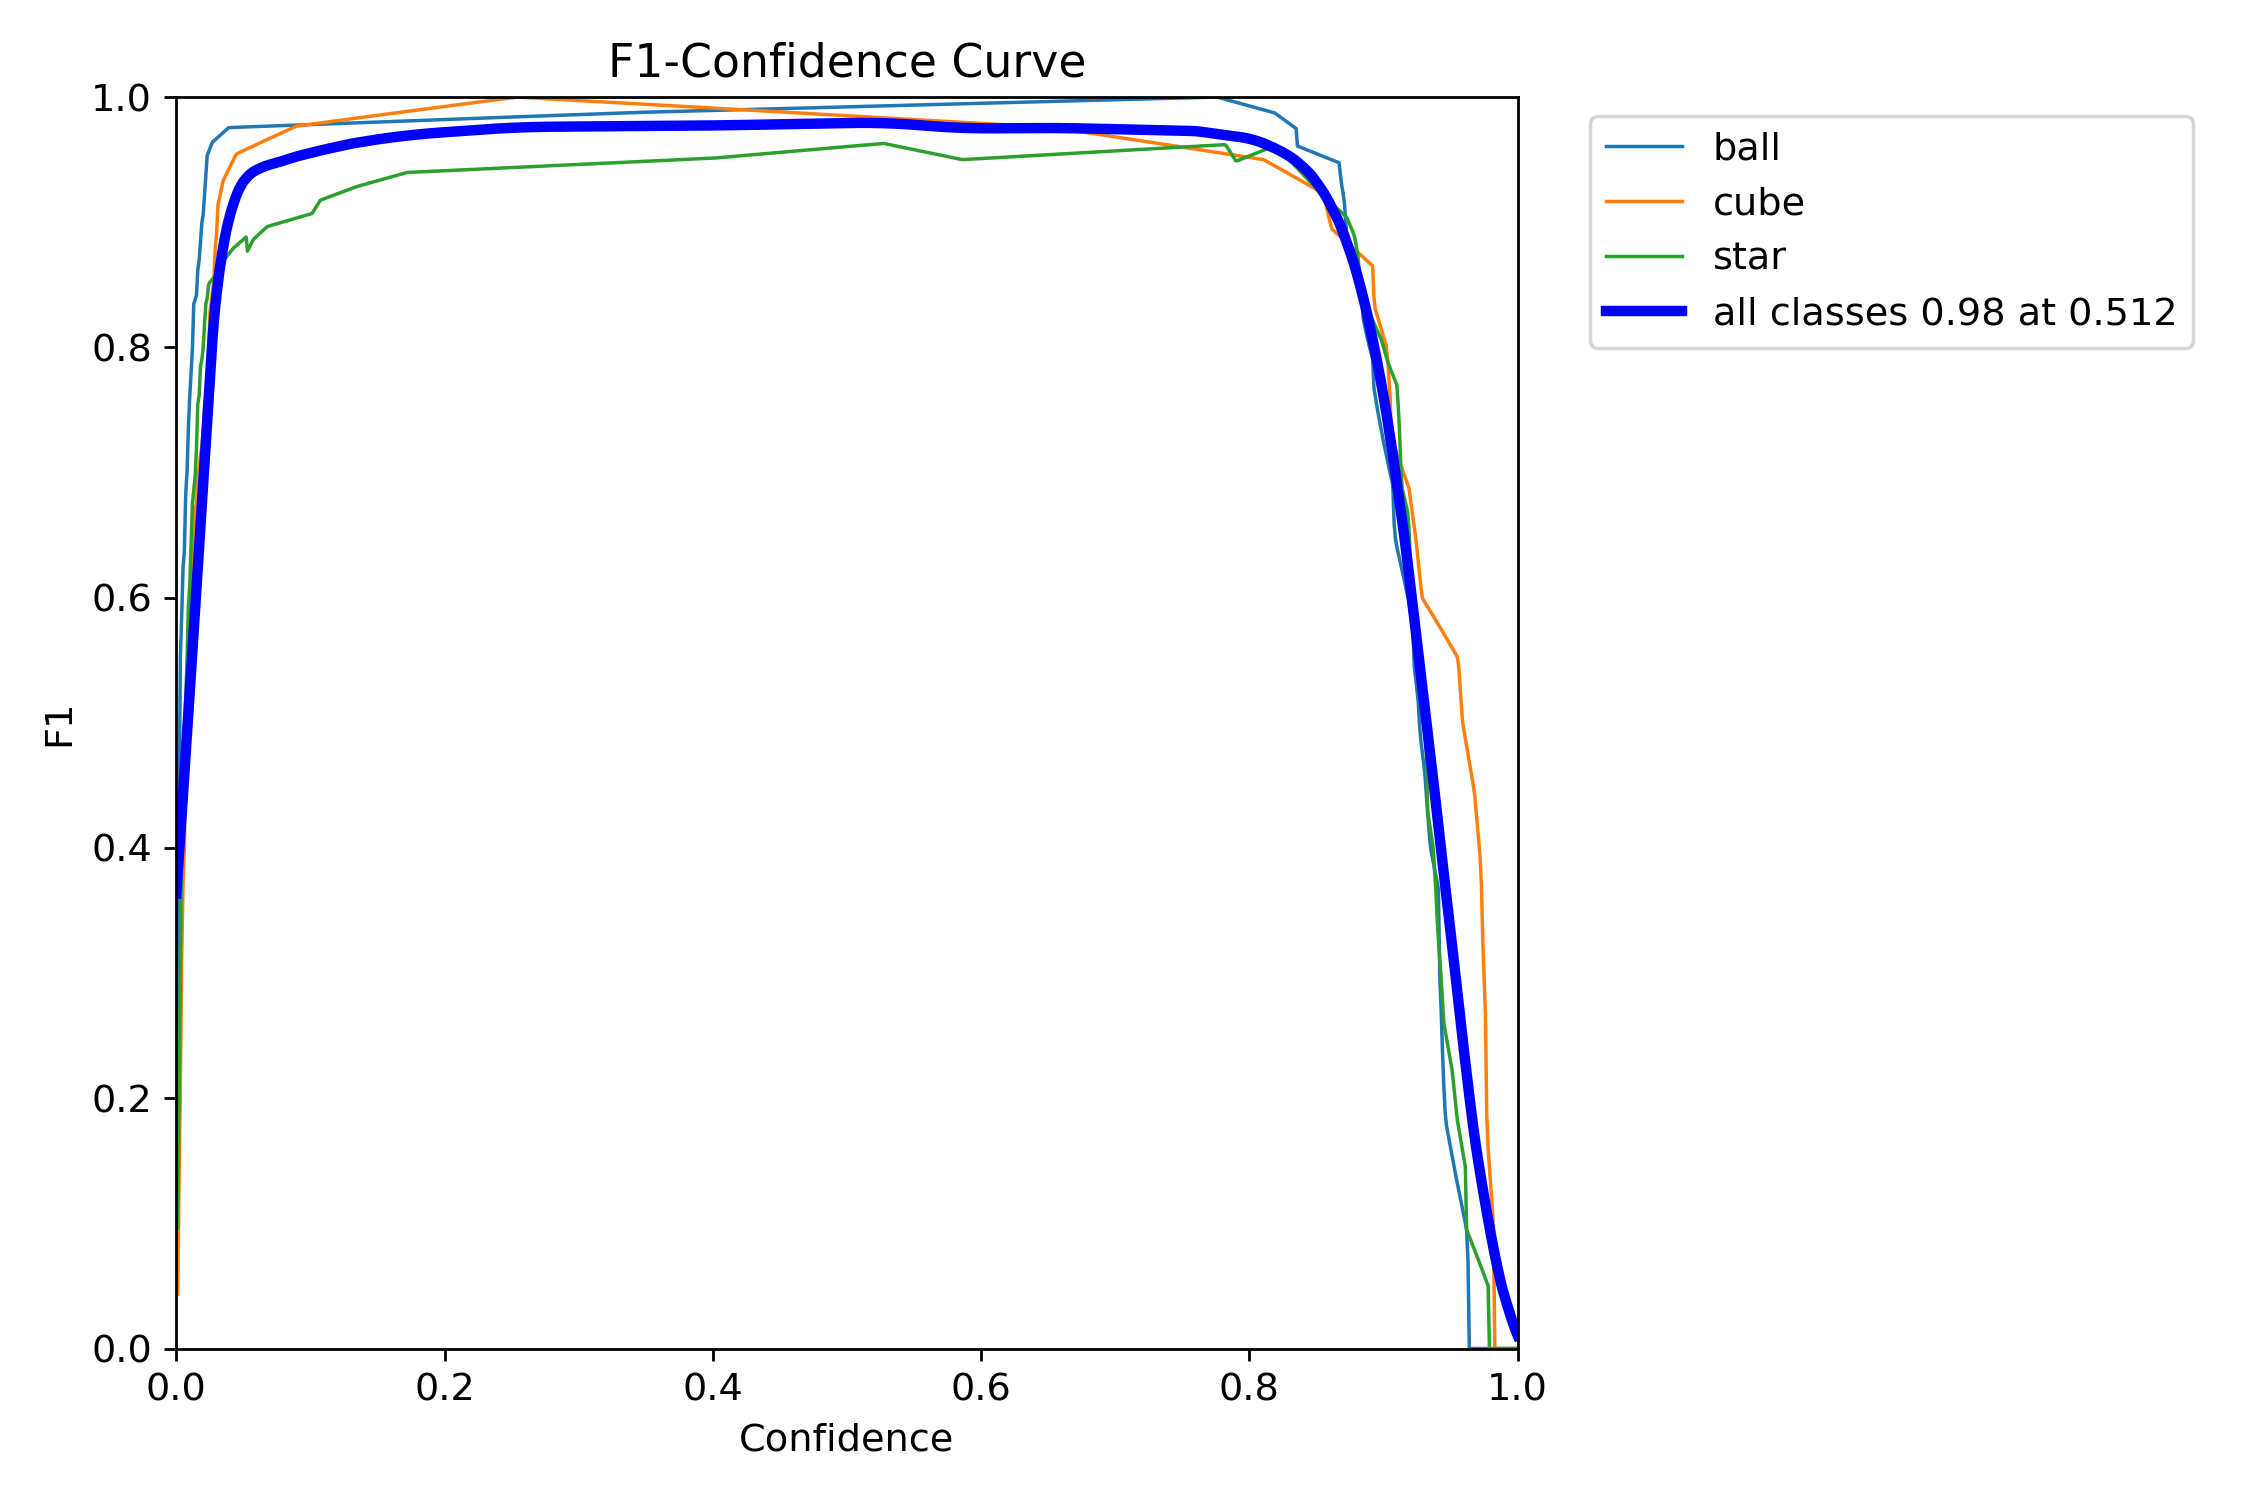 F1-Confidence Curve
1.0
0.8
0.6
0.4
0.2
0.0
F1
0.0 0.2 0.4 0.6 0.8 1.0
Confidence
ball
cube
star
all classes 0.98 at 0.512